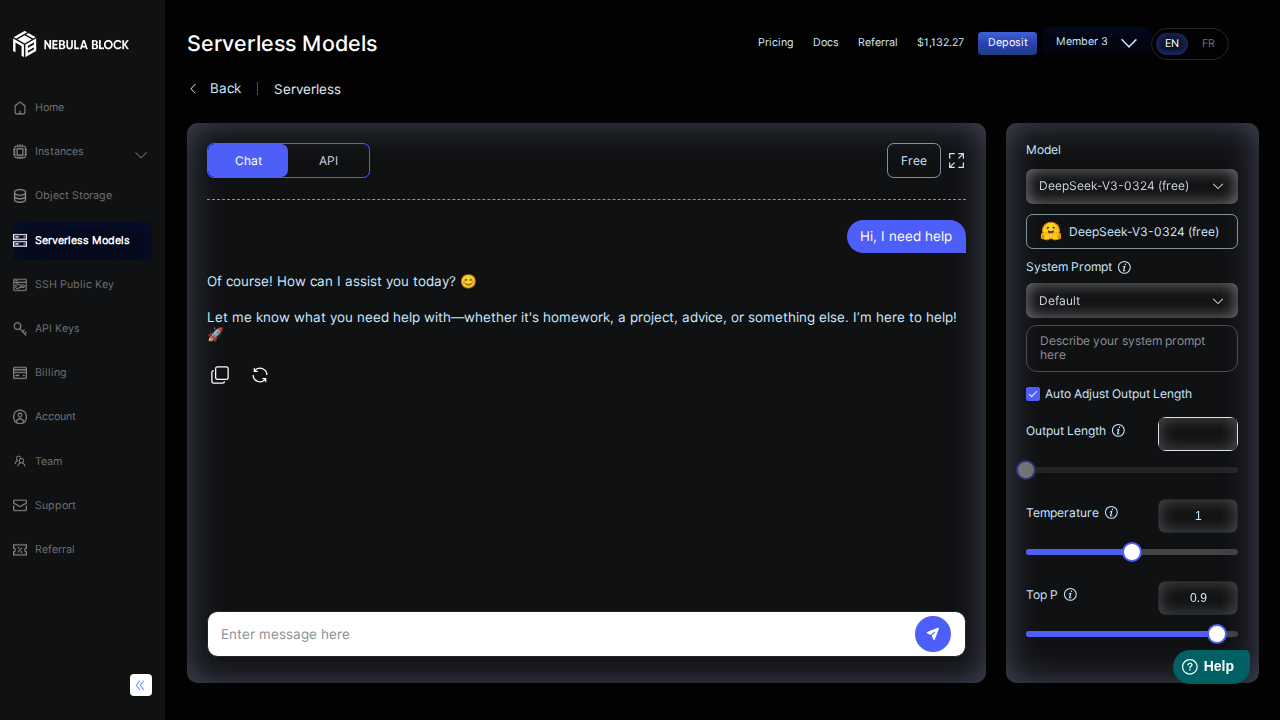 NEBULA BLOCK
Home
Instances
Object Storage
Serverless Models
SSH Public Key
API Keys
Billing
Account
Team
Support
Referral
Serverless Models
Pricing Docs Referral $1,132.27 Deposit Member 3 EN FR
Back Serverless
Chat API Free
Hi, I need help
Of course! How can I assist you today? 😊
Let me know what you need help with—whether it's homework, a project, advice, or something else. I’m here to help!
🚀
Enter message here
Model
DeepSeek-V3-0324 (free)
🤗 DeepSeek-V3-0324 (free)
System Prompt
Default
Describe your system prompt
here
Auto Adjust Output Length
Output Length
Temperature 1
Top P 0.9
Help